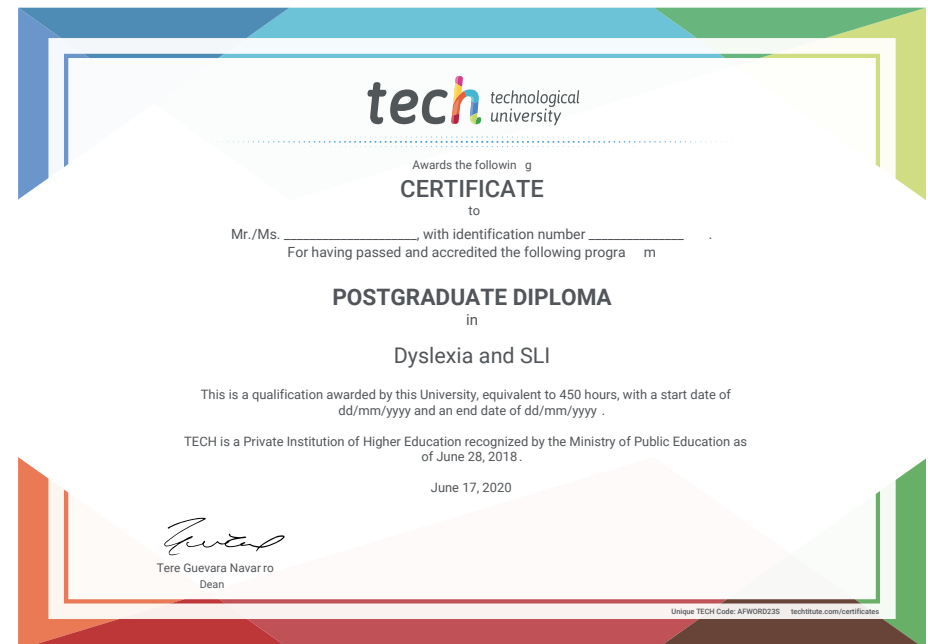 tech technological
university
Awards the followin g
CERTIFICATE
to
Mr./Ms. _____________________, with identification number _______________ .
For having passed and accredited the following progra m
POSTGRADUATE DIPLOMA
in
Dyslexia and SLI
This is a qualification awarded by this University, equivalent to 450 hours, with a start date of
dd/mm/yyyy and an end date of dd/mm/yyyy .
TECH is a Private Institution of Higher Education recognized by the Ministry of Public Education as
of June 28, 2018 .
June 17, 2020
Tere Guevara Navar ro
Dean
Unique TECH Code: AFWORD23S techtitute.com/certificates